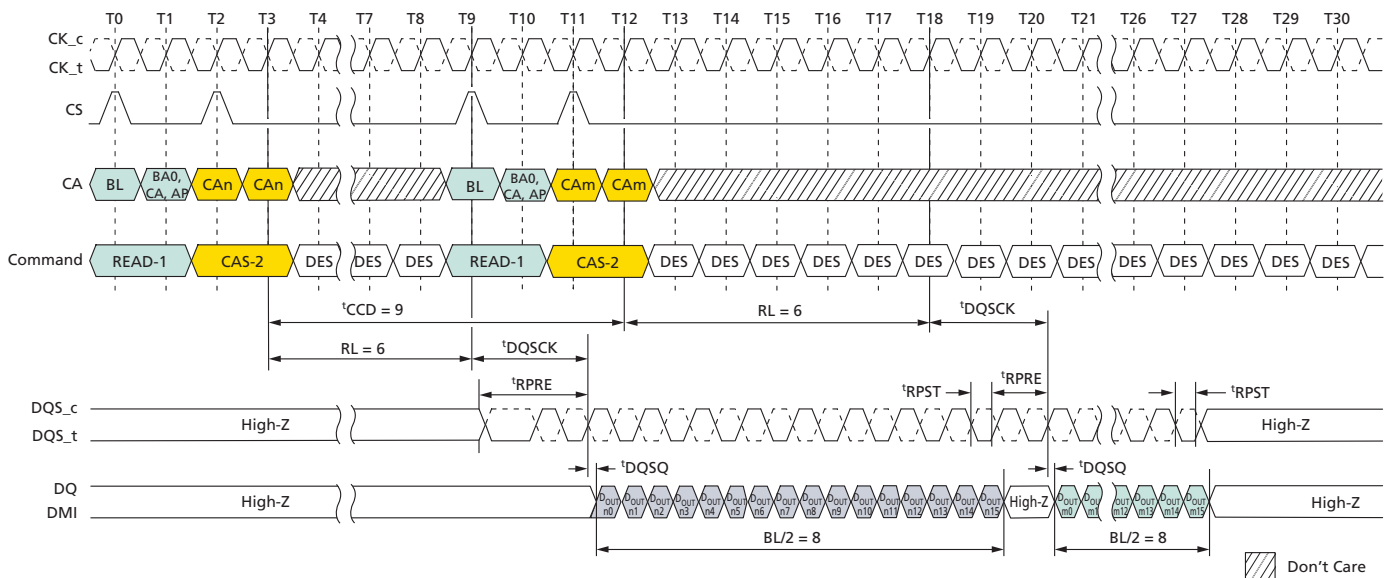 T0 T1 T2 T3 T4 T7 T8 T9 T10 T11 T12 T13 T14 T15 T16 T17 T18 T19 T20 T21 T26 T27 T28 T29 T30
CK_c
CK_t
CS
CA BL BA0, CA, AP CAn CAn BL BA0, CA, AP CAm CAm
Command READ-1 CAS-2 DES DES DES READ-1 CAS-2 DES DES DES DES DES DES DES DES DES DES DES DES DES DES
tCCD = 9 RL = 6 tDQSCK
RL = 6 tDQSCK
tRPRE tRPST tRPRE tRPST
DQS_c
DQS_t
High-Z High-Z
tDQSQ tDQSQ
DQ
DMI
High-Z DOUT n0 DOUT n1 DOUT n2 DOUT n3 DOUT n4 DOUT n5 DOUT n6 DOUT n7 DOUT n8 DOUT n9 DOUT n10 DOUT n11 DOUT n12 DOUT n13 DOUT n14 DOUT n15 High-Z DOUT m0 DOUT m1 DOUT m12 DOUT m13 DOUT m14 DOUT m15 High-Z
BL/2 = 8 BL/2 = 8
Don't Care